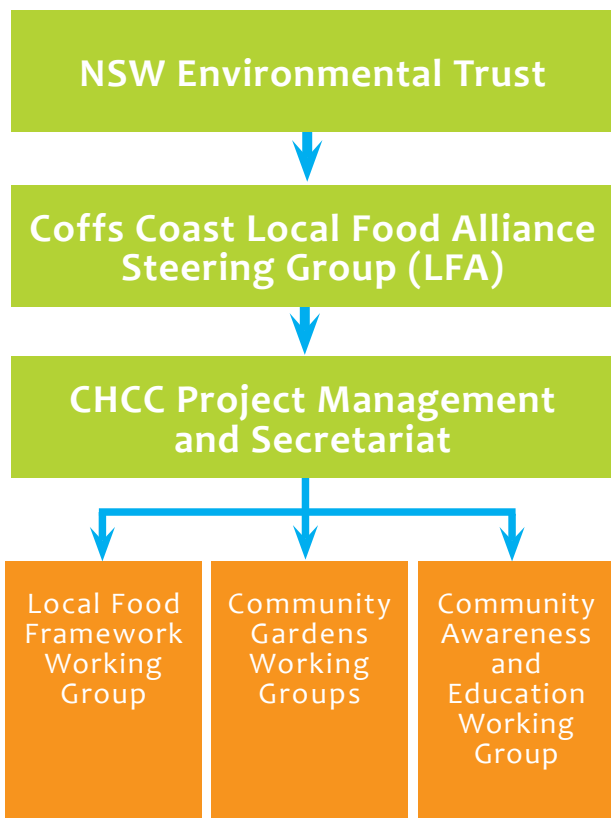 NSW Environmental Trust
Coffs Coast Local Food Alliance
Steering Group (LFA)
CHCC Project Management
and Secretariat
Local Food
Framework
Working
Group
Community
Gardens
Working
Groups
Community
Awareness
and
Education
Working
Group